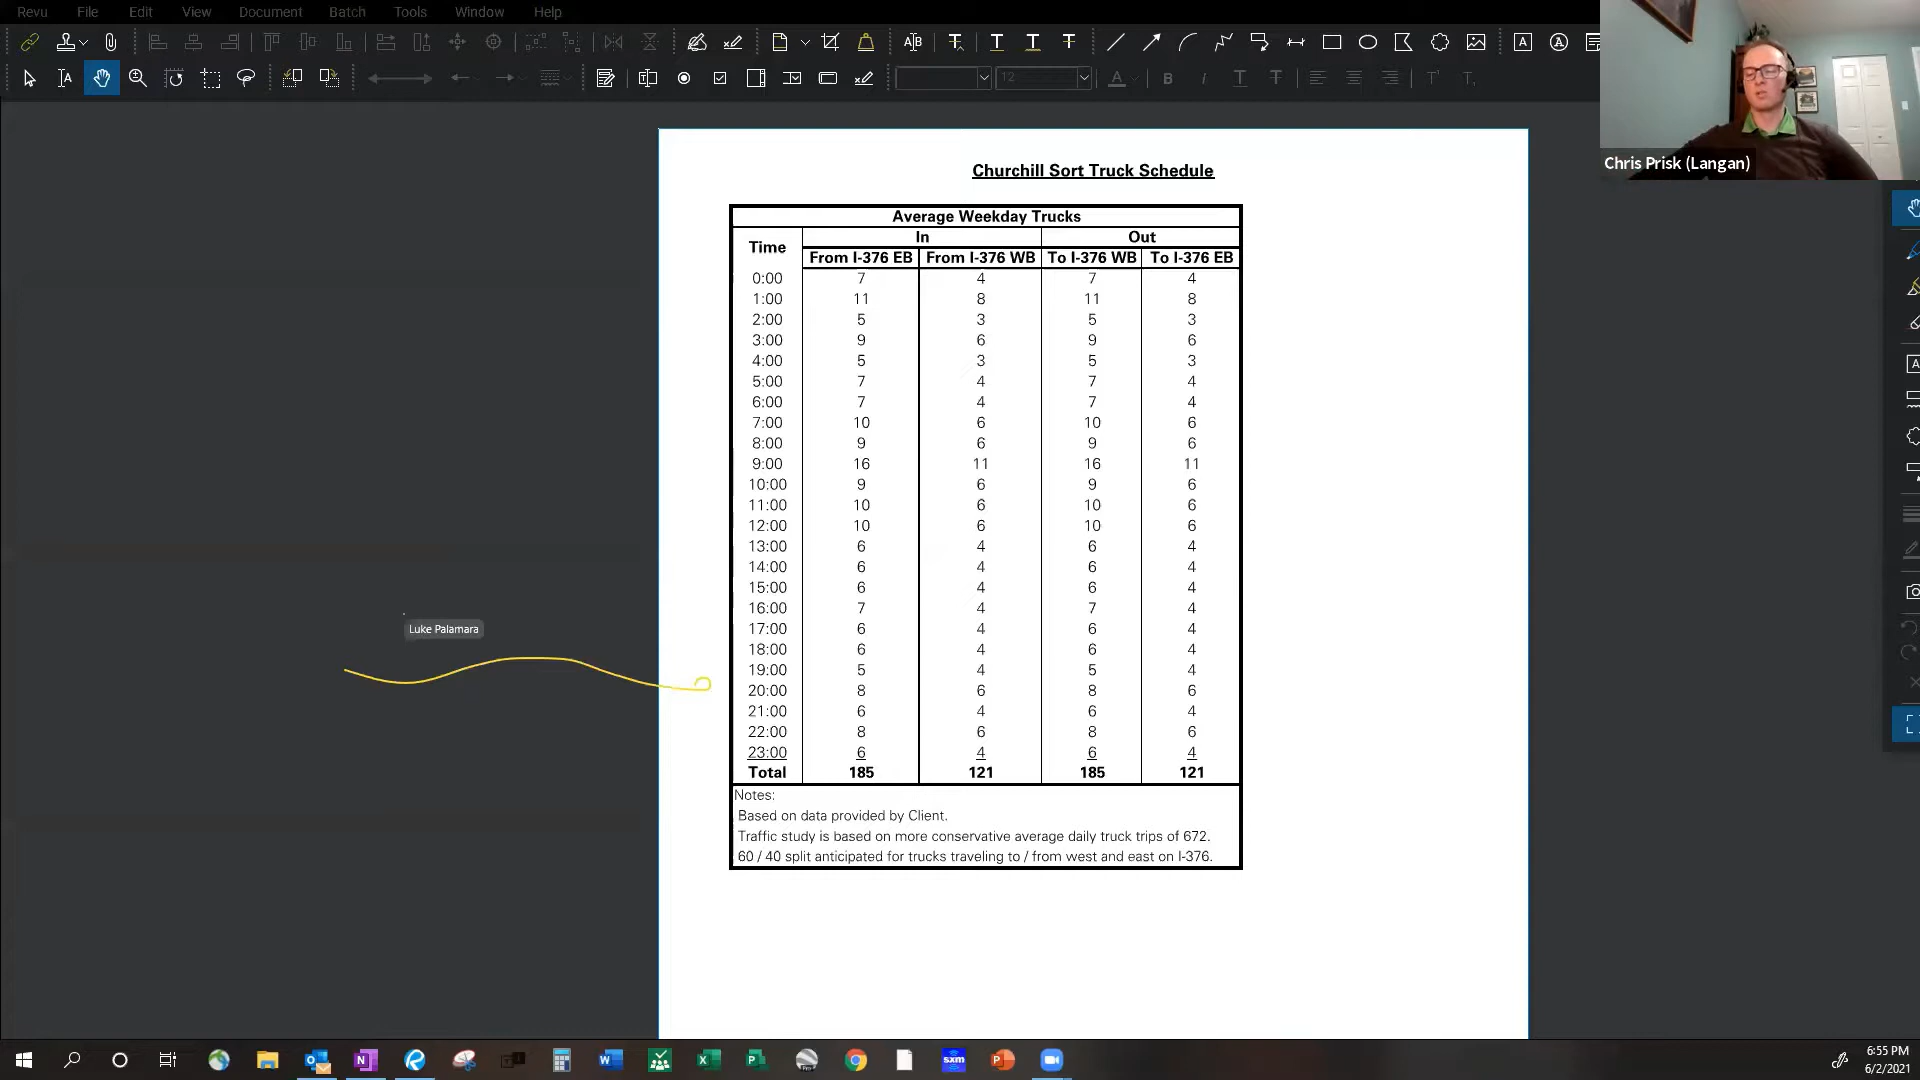 Revu File Edit View Document Batch Tools Window Help
12
Chris Prisk (Langan)
Churchill Sort Truck Schedule
Average Weekday Trucks
Time In Out
From I-376 EB From I-376 WB To I-376 WB To I-376 EB
0:00 7 4 7 4
1:00 11 8 11 8
2:00 5 3 5 3
3:00 9 6 9 6
4:00 5 3 5 3
5:00 7 4 7 4
6:00 7 4 7 4
7:00 10 6 10 6
8:00 9 6 9 6
9:00 16 11 16 11
10:00 9 6 9 6
11:00 10 6 10 6
12:00 10 6 10 6
13:00 6 4 6 4
14:00 6 4 6 4
15:00 6 4 6 4
16:00 7 4 7 4
17:00 6 4 6 4
18:00 6 4 6 4
19:00 5 4 5 4
20:00 8 6 8 6
21:00 6 4 6 4
22:00 8 6 8 6
23:00 6 4 6 4
Total 185 121 185 121
Notes:
Based on data provided by Client.
Traffic study is based on more conservative average daily truck trips of 672.
60 / 40 split anticipated for trucks traveling to / from west and east on I-376.
Luke Palamara
sxm
6:55 PM
6/2/2021